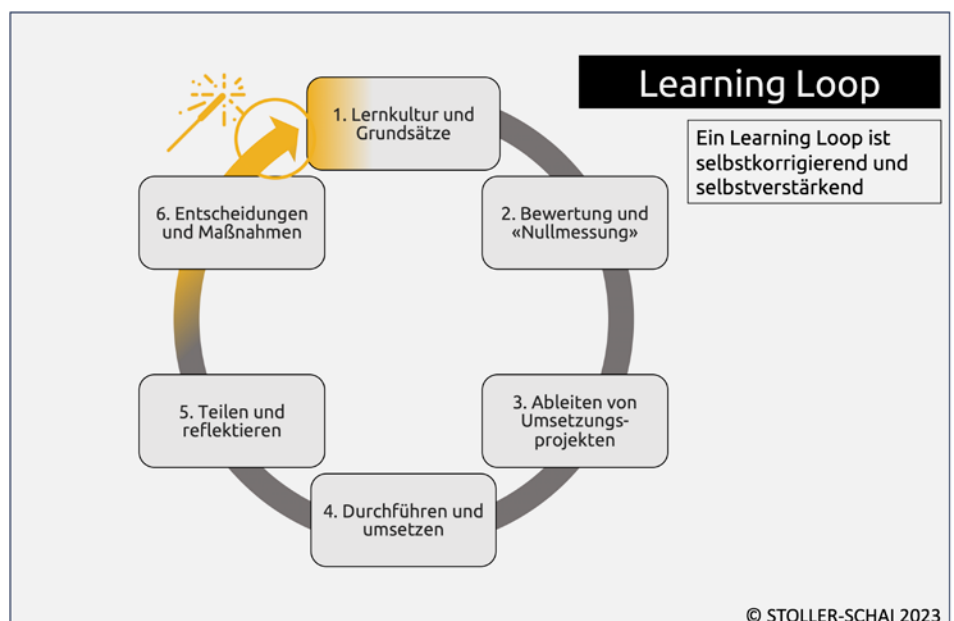 Learning Loop
Ein Learning Loop ist
selbstkorrigierend und
selbstverstärkend
1. Lernkultur und
Grundsätze
2. Bewertung und
«Nullmessung»
3. Ableiten von
Umsetzungs-
projekten
4. Durchführen und
umsetzen
5. Teilen und
reflektieren
6. Entscheidungen
und Maßnahmen
© STOLLER-SCHAI 2023